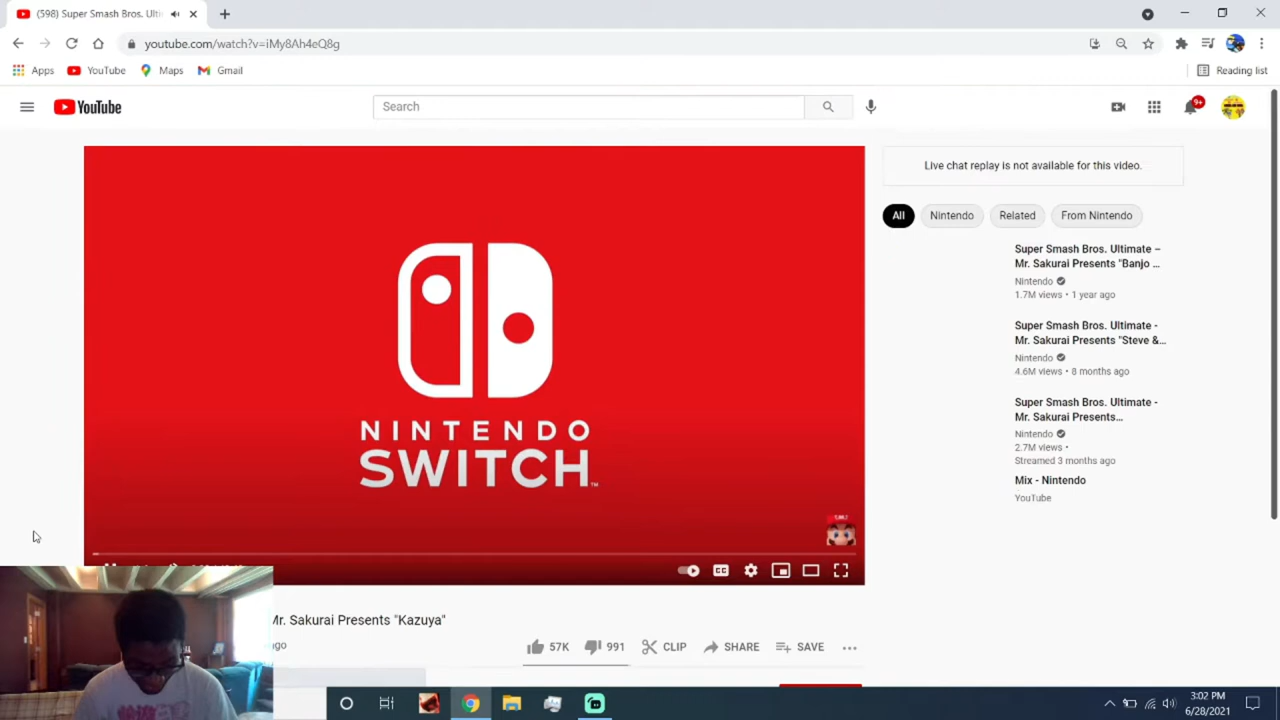 (598) Super Smash Bros. Ulti
youtube.com/watch?v=iMy8Ah4eQ8g
Apps
YouTube
Maps
Gmail
Reading list
YouTube
Search
9+
Live chat replay is not available for this video.
All
Nintendo
Related
From Nintendo
NINTENDO
SWITCH™
Super Smash Bros. Ultimate –
Mr. Sakurai Presents "Banjo ...
Nintendo
1.7M views • 1 year ago
Super Smash Bros. Ultimate -
Mr. Sakurai Presents "Steve &...
Nintendo
4.6M views • 8 months ago
Super Smash Bros. Ultimate -
Mr. Sakurai Presents...
Nintendo
2.7M views •
Streamed 3 months ago
Mix - Nintendo
YouTube
CC
Mr. Sakurai Presents "Kazuya"
ago
57K
991
CLIP
SHARE
SAVE
3:02 PM
6/28/2021